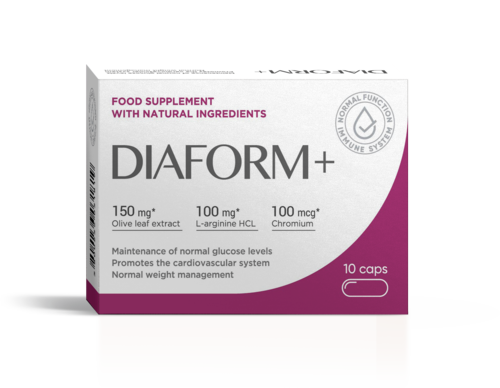 DIAFORM+
FOOD SUPPLEMENT
WITH NATURAL INGREDIENTS
NORMAL FUNCTION
IMMUNE SYSTEM
DIAFORM+
150 mg*
Olive leaf extract
100 mg*
L-arginine HCL
100 mcg*
Chromium
Maintenance of normal glucose levels
Promotes the cardiovascular system
Normal weight management
10 caps